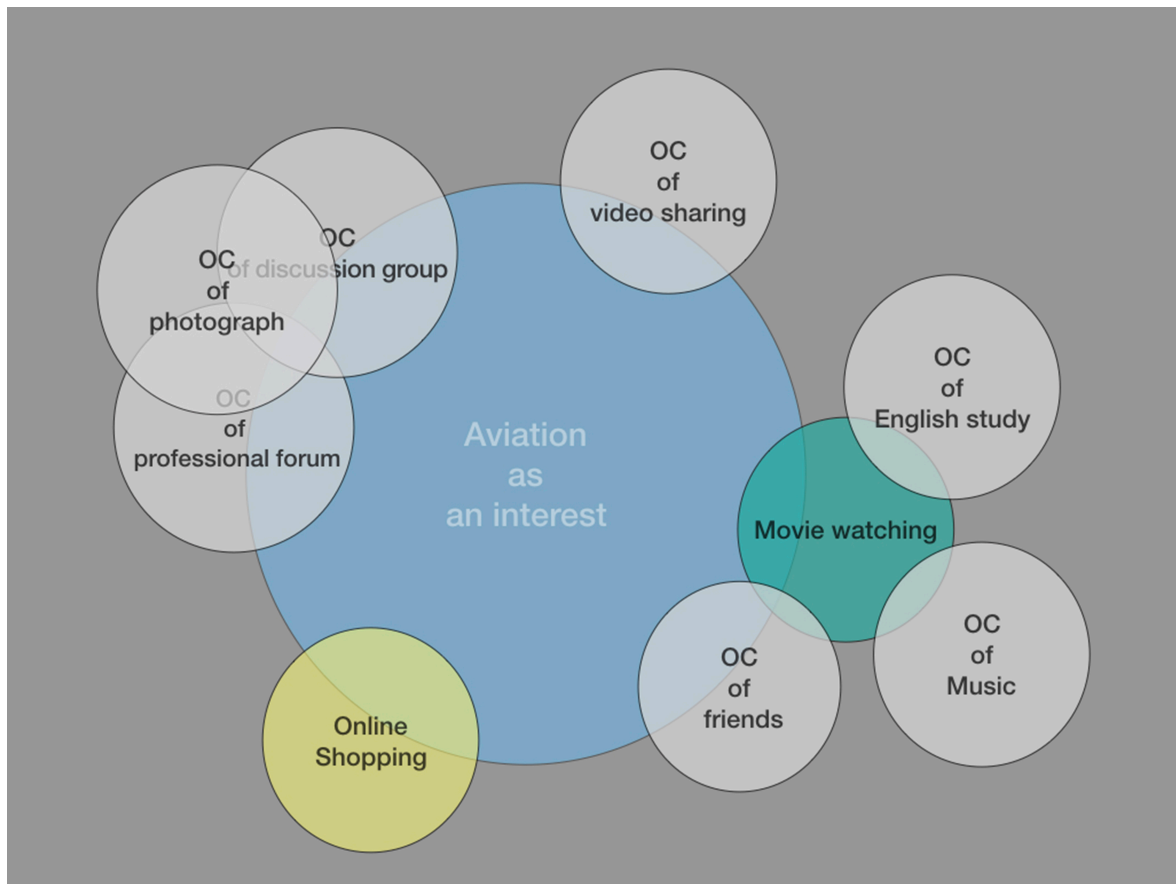 OC
of
video sharing
OC
of discussion group
OC
of
photograph
OC
of
professional forum
Aviation
as
an interest
OC
of
English study
Movie watching
OC
of
Music
OC
of
friends
Online
Shopping